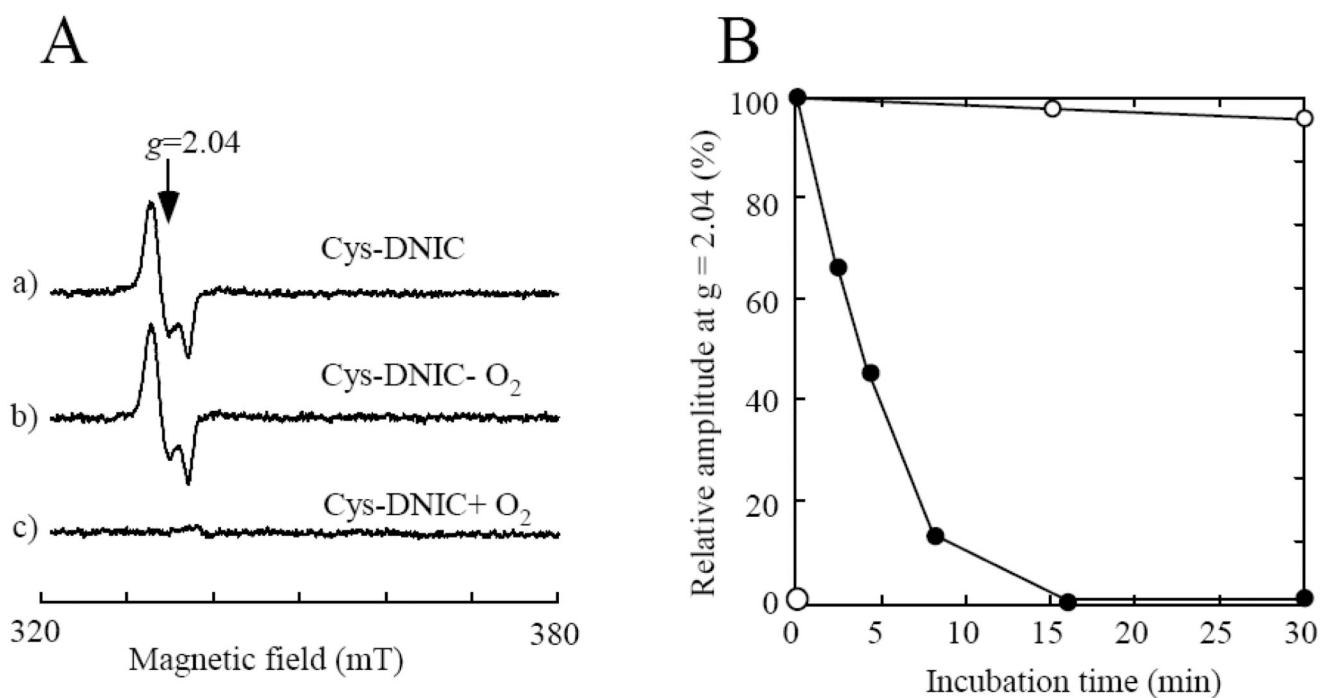 A
g=2.04
Cys-DNIC
a)
Cys-DNIC- O2
b)
Cys-DNIC+ O2
c)
320
380
Magnetic field (mT)
B
Relative amplitude at g = 2.04 (%)
100
80
60
40
20
0
0 5 10 15 20 25 30
Incubation time (min)